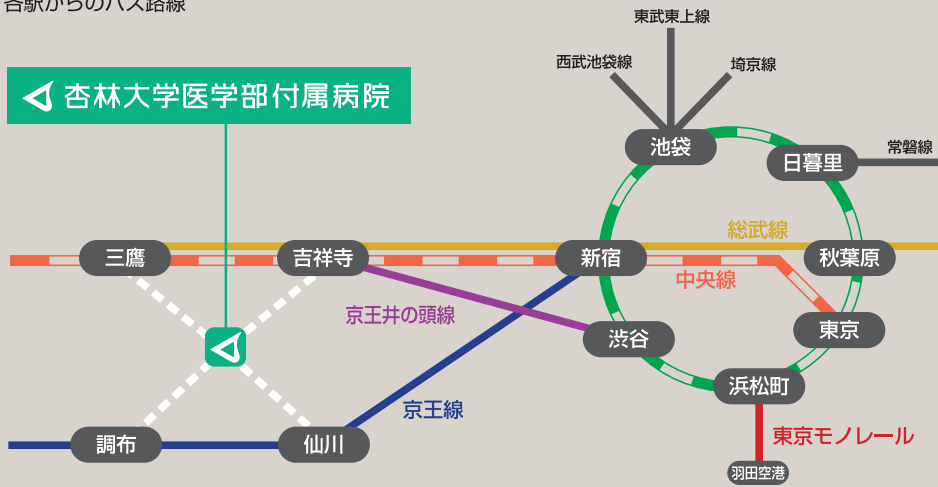 各駅からのバス路線
東武東上線
西武池袋線
埼京線
杏林大学医学部付属病院
池袋
日暮里
常磐線
総武線
三鷹
吉祥寺
新宿
秋葉原
中央線
京王井の頭線
渋谷
東京
浜松町
京王線
調布
仙川
東京モノレール
羽田空港